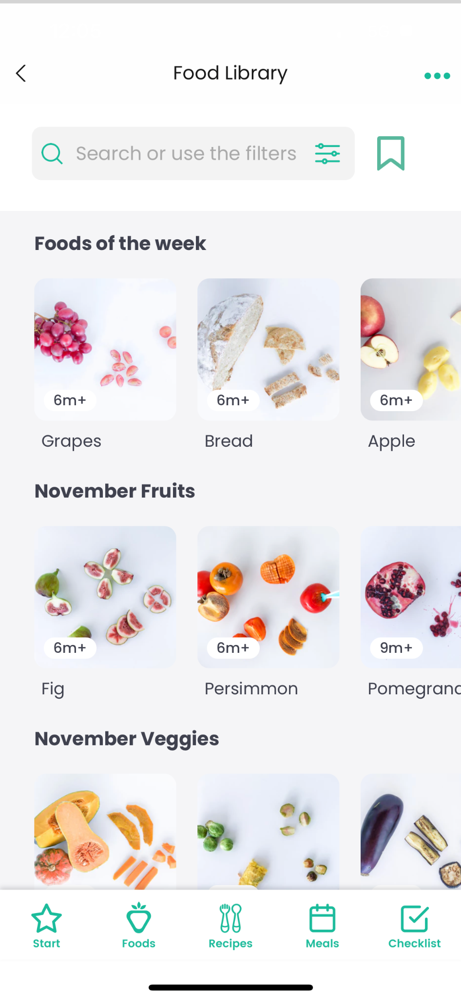 Food Library
Search or use the filters
Foods of the week
6m+
6m+
6m+
Grapes
Bread
Apple
November Fruits
6m+
6m+
9m+
Fig
Persimmon
November Veggies
Start
Foods
Recipes
Meals
Checklist